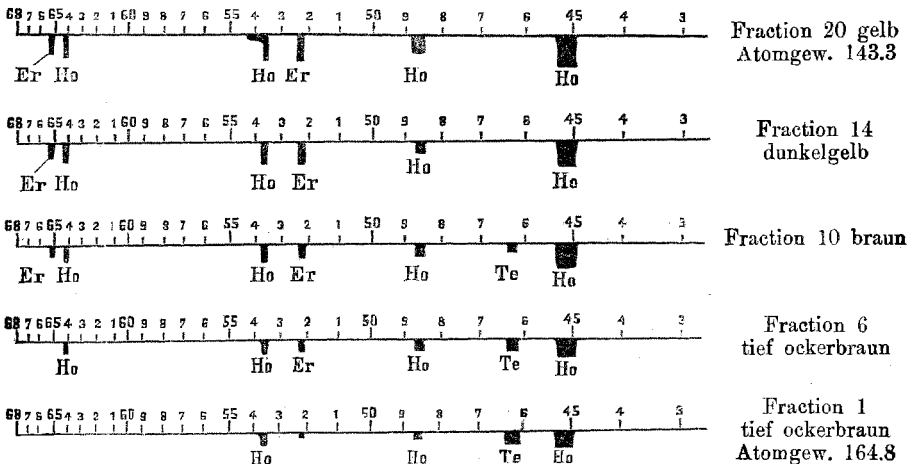 68 7 6 65 4 3 2 1 60 9 8 7 6 55 4 3 2 1 50 9 8 7 6 45 4 3
Fraction 20 gelb
Atomgew. 143.3
Er Ho Ho Er Ho Ho
68 7 6 65 4 3 2 1 60 9 8 7 6 55 4 3 2 1 50 9 8 7 6 45 4 3
Fraction 14
dunkelgelb
Er Ho Ho Er Ho Ho
68 7 6 65 4 3 2 1 60 9 8 7 6 55 4 3 2 1 50 9 8 7 6 45 4 3
Fraction 10 braun
Er Ho Ho Er Ho Te Ho
68 7 6 65 4 3 2 1 60 9 8 7 6 55 4 3 2 1 50 9 8 7 6 45 4 3
Fraction 6
tief ockerbraun
Ho Ho Er Ho Te Ho
68 7 6 65 4 3 2 1 60 9 8 7 6 55 4 3 2 1 50 9 8 7 6 45 4 3
Fraction 1
tief ockerbraun
Atomgew. 164.8
Ho Ho Te Ho